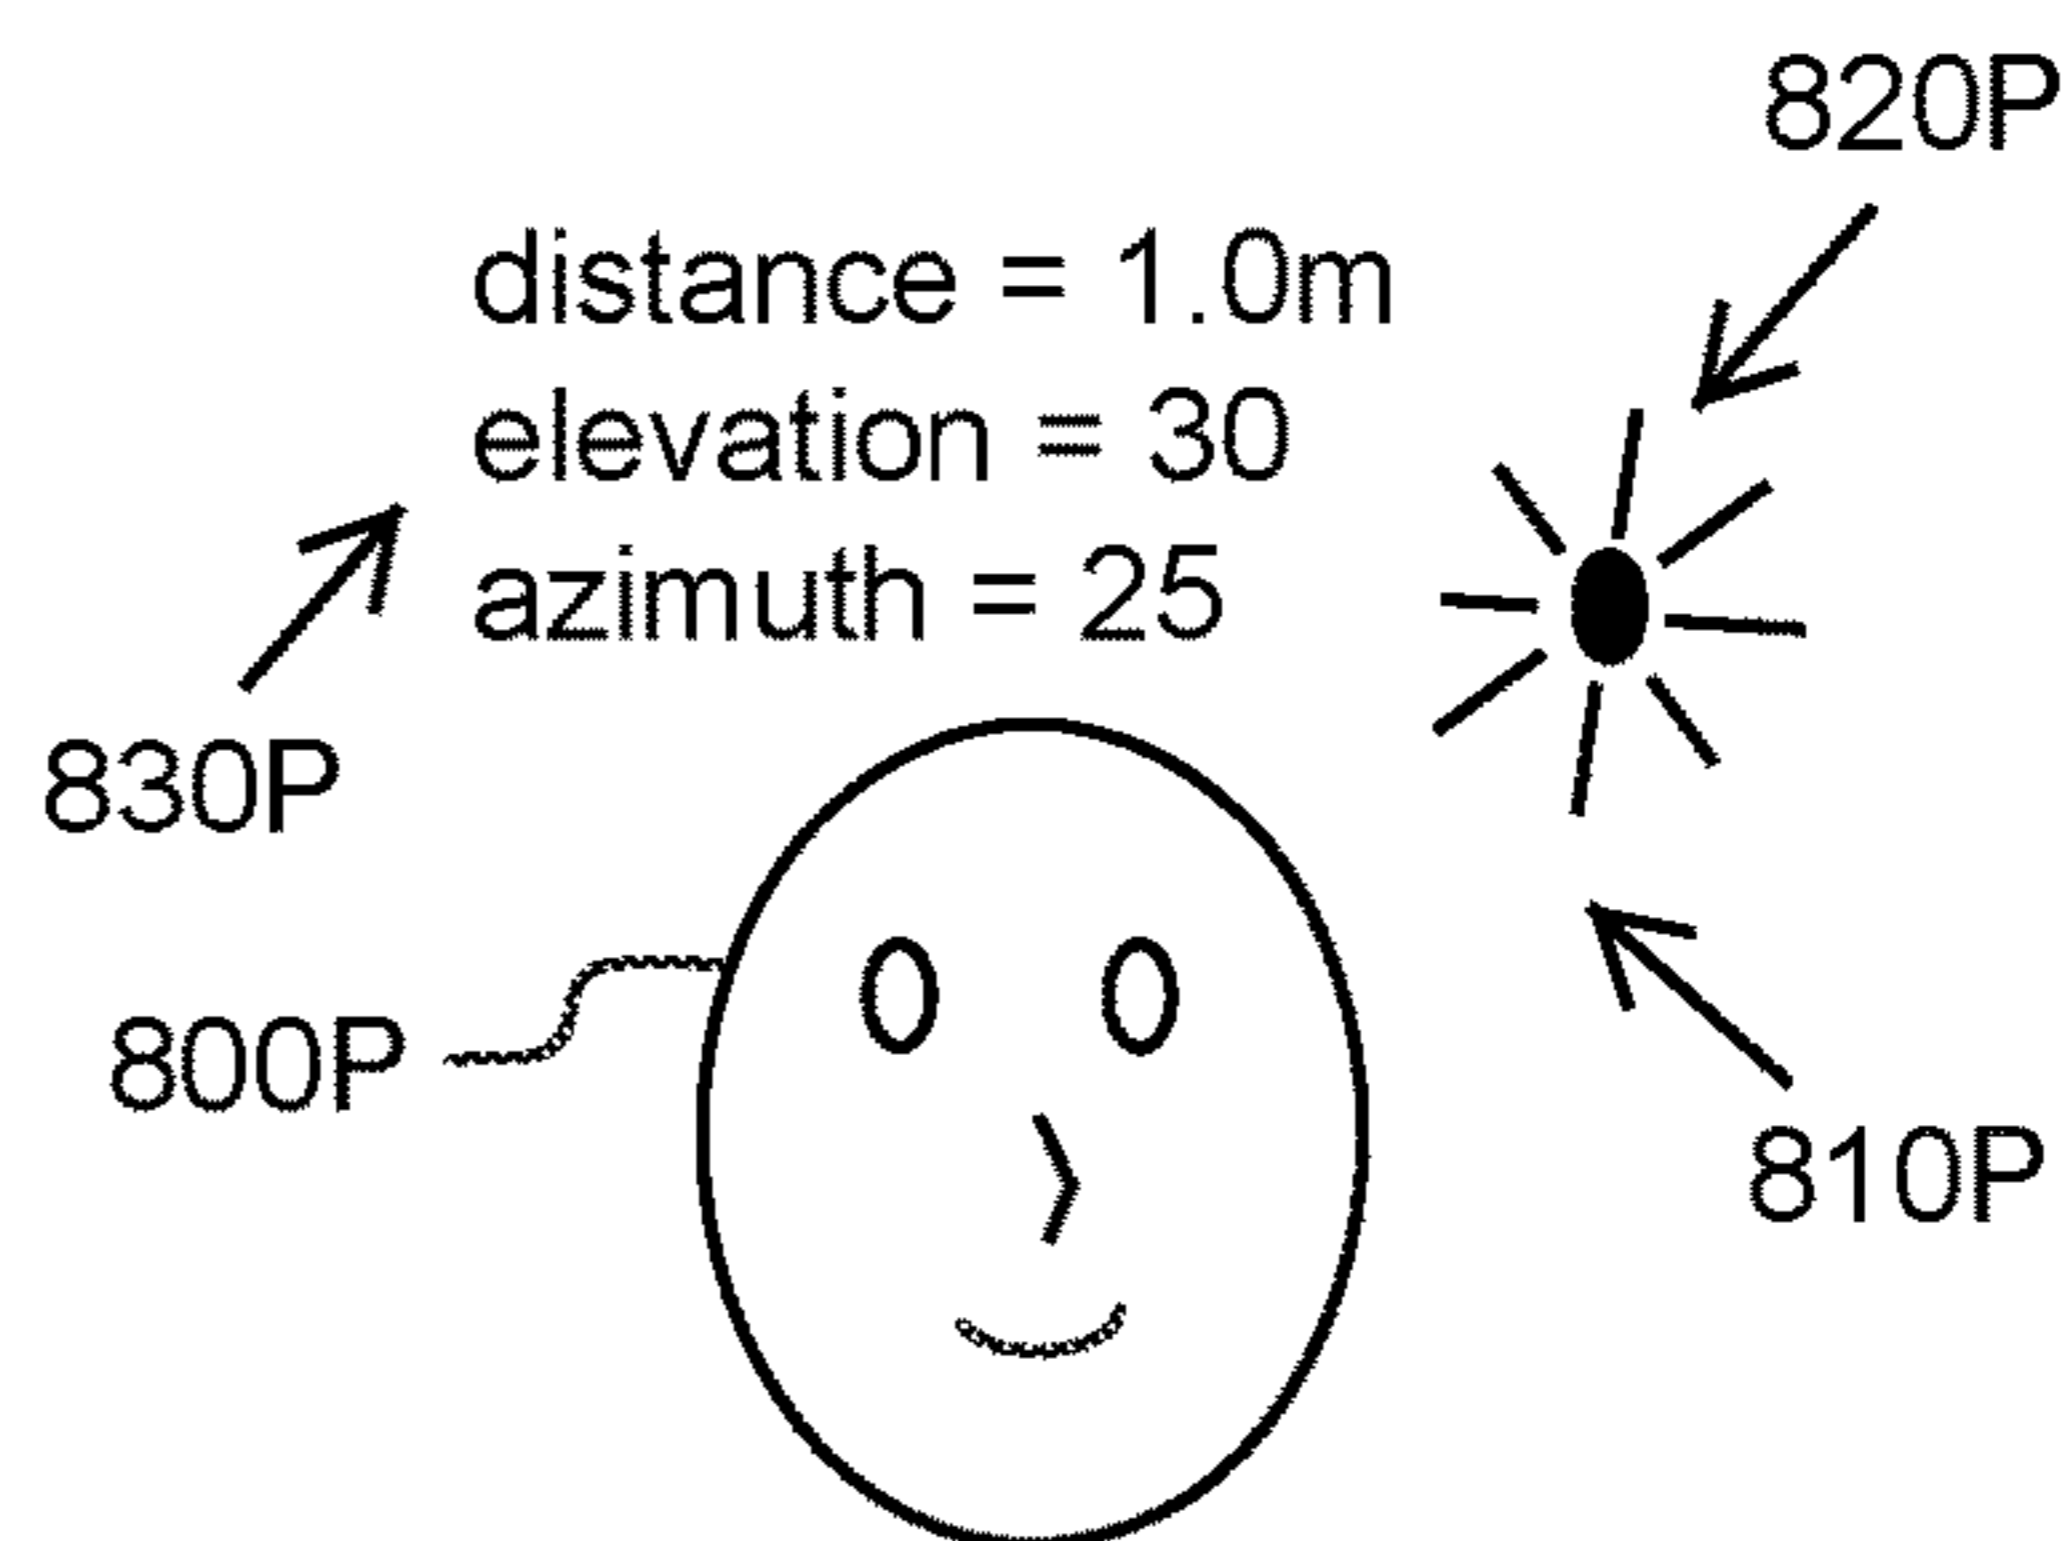 820P
distance = 1.0m
elevation = 30
azimuth = 25
830P
800P
810P